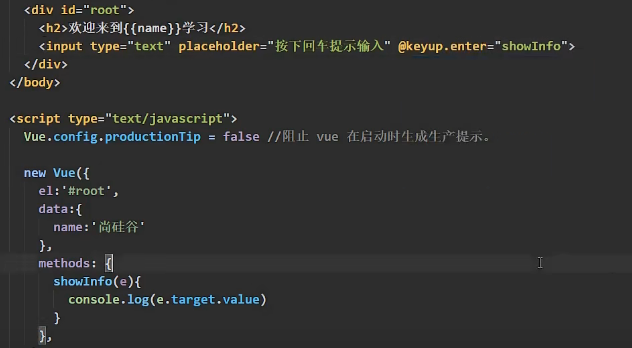 <div id="root">
<h2>欢迎来到{{name}}学习</h2>
<input type="text" placeholder="按下回车提示输入" @keyup.enter="showInfo">
</div>
</body>
<script type="text/javascript">
Vue.config.productionTip = false //阻止 vue 在启动时生成生产提示。
new Vue({
el:'#root',
data:{
name:'尚硅谷'
},
methods: {
showInfo(e){
console.log(e.target.value)
}
},